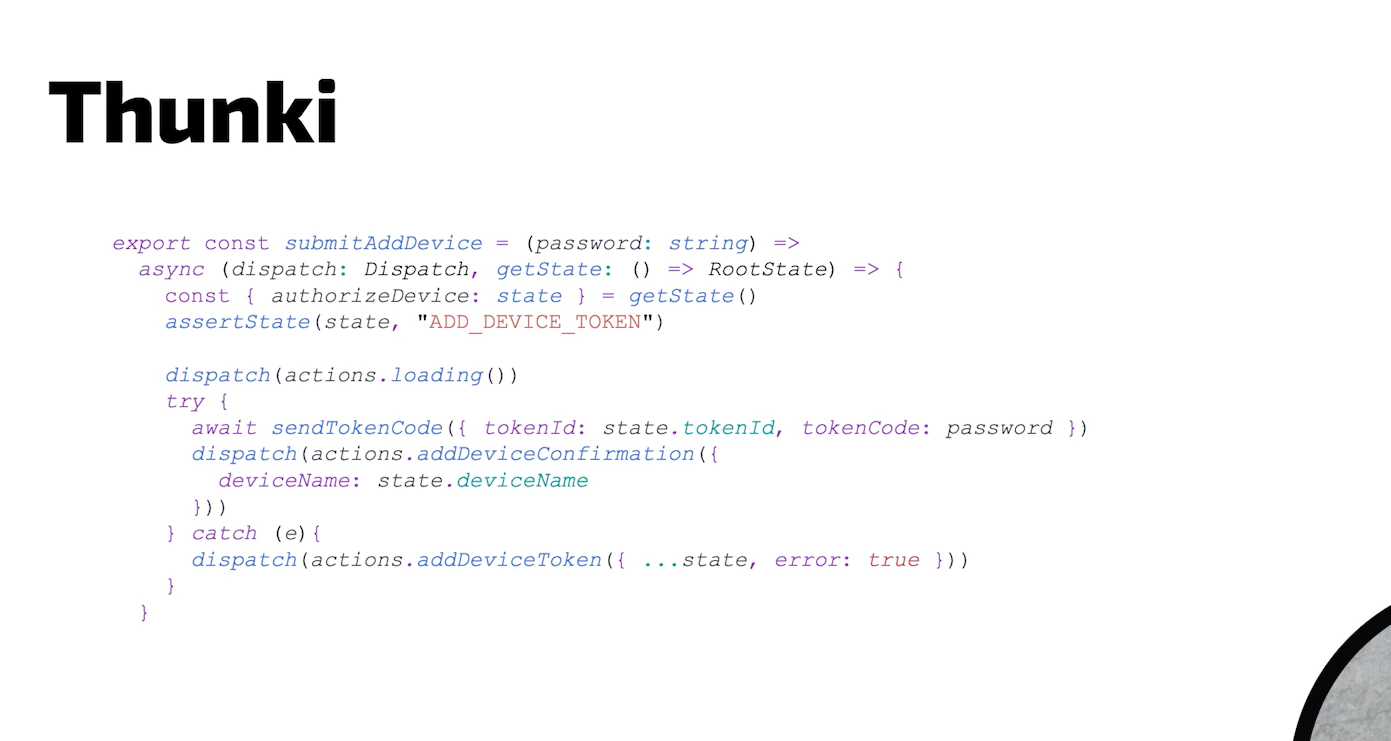 Thunki
export const submitAddDevice = (password: string) =>
  async (dispatch: Dispatch, getState: () => RootState) => {
    const { authorizeDevice: state } = getState()
    assertState(state, "ADD_DEVICE_TOKEN")

    dispatch(actions.loading())
    try {
      await sendTokenCode({ tokenId: state.tokenId, tokenCode: password })
      dispatch(actions.addDeviceConfirmation({
        deviceName: state.deviceName
      }))
    } catch (e){
      dispatch(actions.addDeviceToken({ ...state, error: true }))
    }
  }